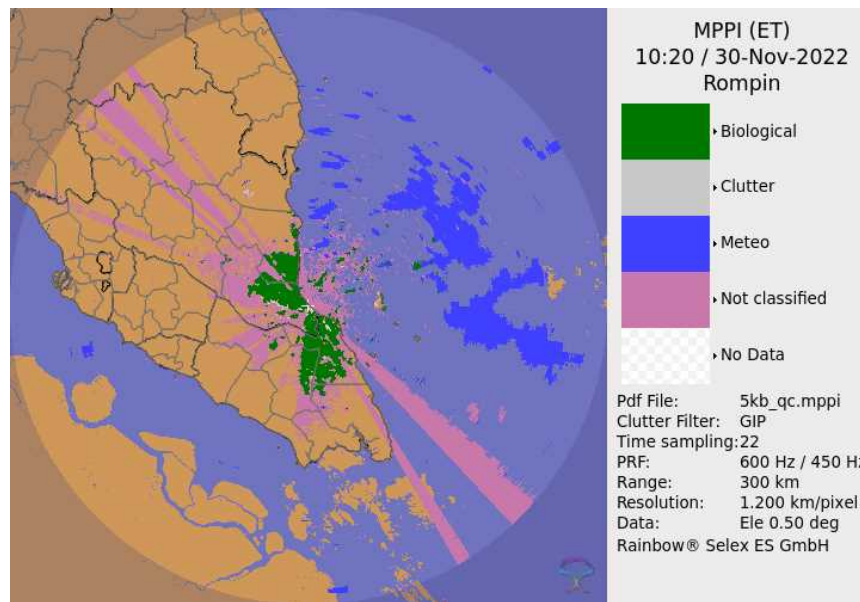 MPPI (ET)
10:20 / 30-Nov-2022
Rompin
Biological
Clutter
Meteo
Not classified
No Data
Pdf File: 5kb_qc.mppi
Clutter Filter: GIP
Time sampling:22
PRF: 600 Hz / 450 Hz
Range: 300 km
Resolution: 1.200 km/pixel
Data: Ele 0.50 deg
Rainbow® Selex ES GmbH